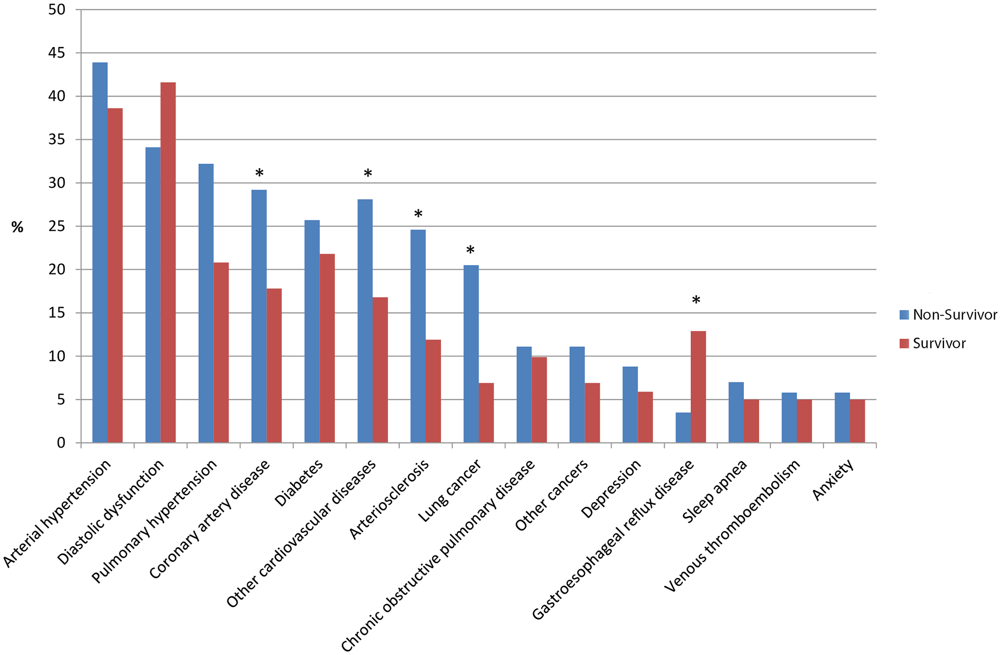 50
45
40
35
30
25
20
15
10
5
0
%
*
*
*
*
*
Non-Survivor
Survivor
Arterial hypertension
Diastolic dysfunction
Pulmonary hypertension
Coronary artery disease
Diabetes
Other cardiovascular diseases
Arteriosclerosis
Lung cancer
Chronic obstructive pulmonary disease
Other cancers
Depression
Gastroesophageal reflux disease
Sleep apnea
Venous thromboembolism
Anxiety